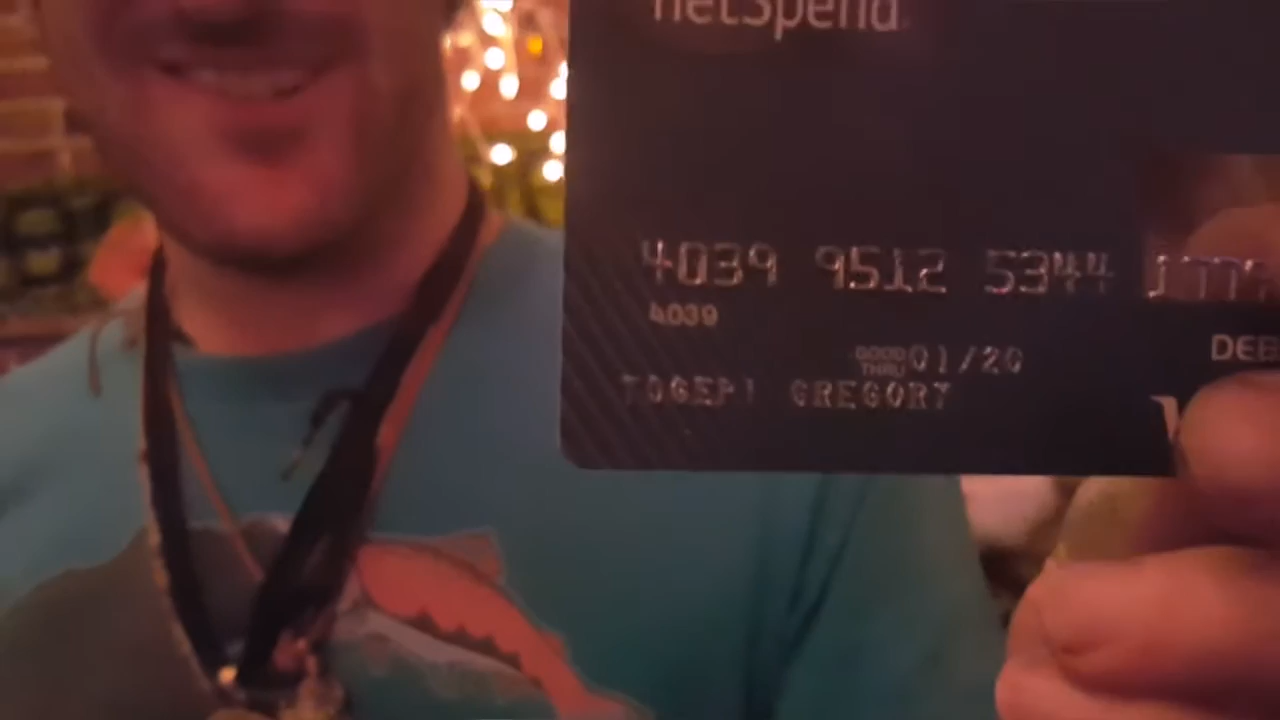 netSpend
4039 9512 5344
4039
GOOD THRU 01/20
GREGORY